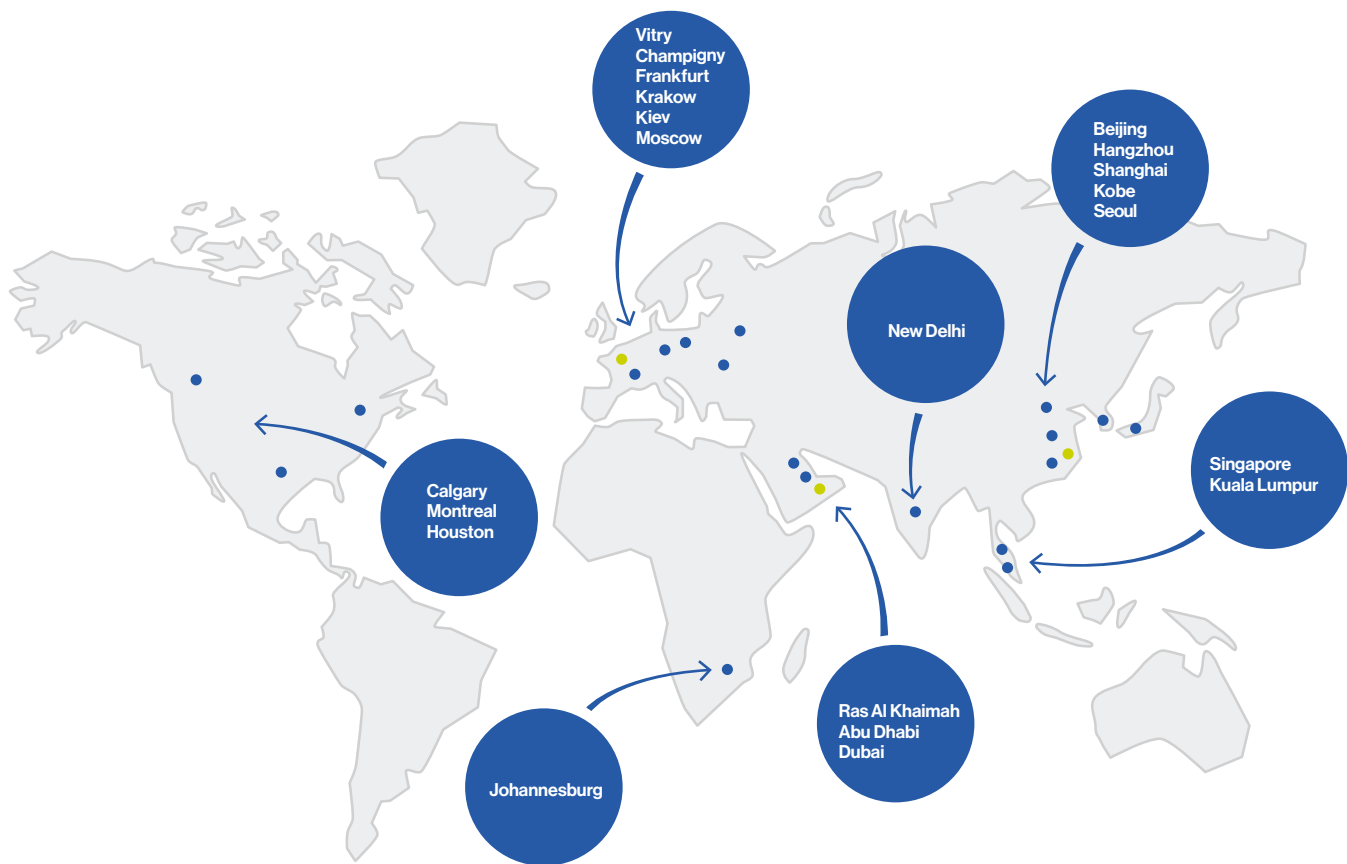 Vitry
Champigny
Frankfurt
Krakow
Kiev
Moscow
Beijing
Hangzhou
Shanghai
Kobe
Seoul
New Delhi
Singapore
Kuala Lumpur
Calgary
Montreal
Houston
Ras Al Khaimah
Abu Dhabi
Dubai
Johannesburg